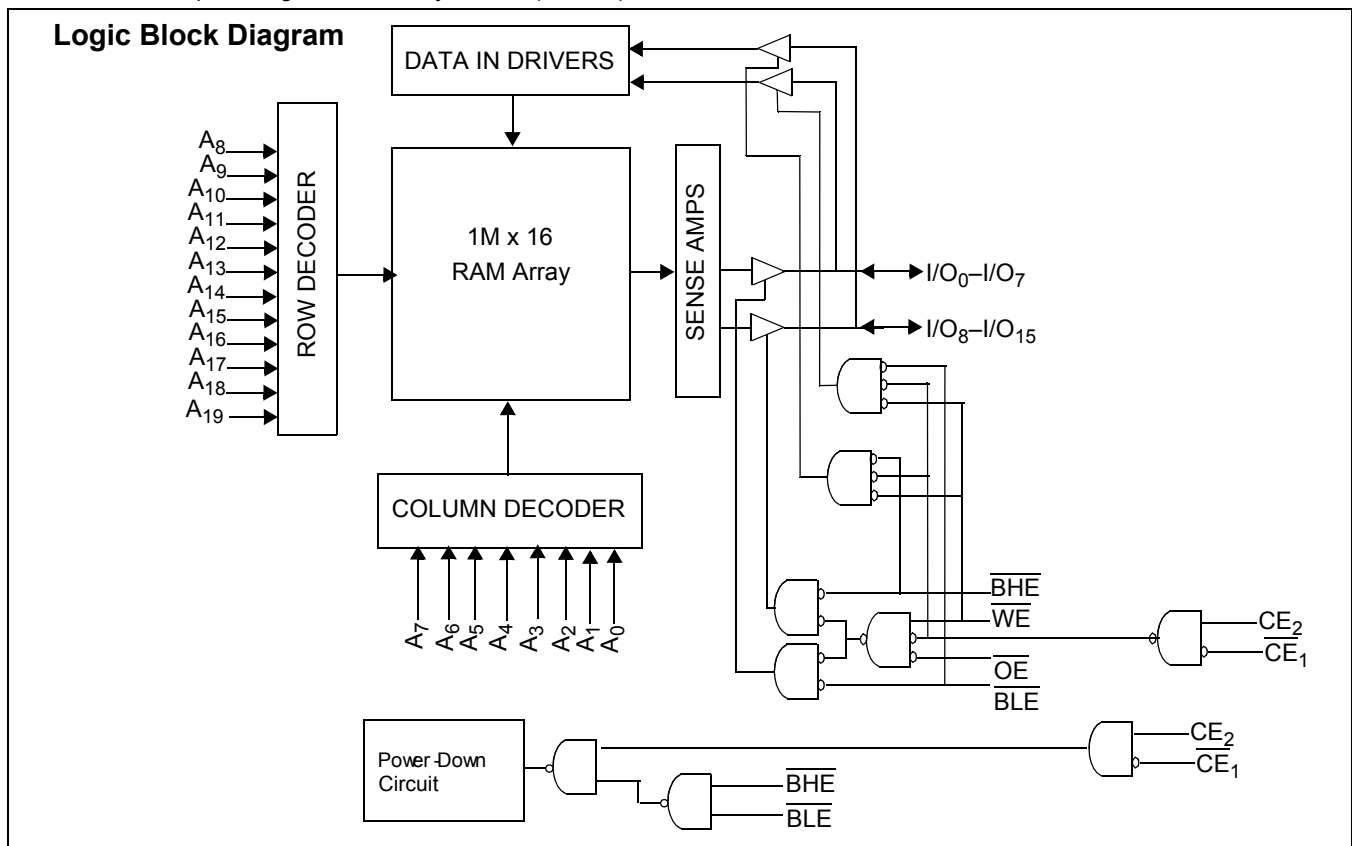 Logic Block Diagram
DATA IN DRIVERS
A8
A9
A10
A11
A12
A13
A14
A15
A16
A17
A18
A19
ROW DECODER
1M x 16
RAM Array
SENSE AMPS
I/O0–I/O7
I/O8–I/O15
COLUMN DECODER
A7
A6
A5
A4
A3
A2
A1
A0
BHE
WE
OE
BLE
CE2
CE1
Power-Down
Circuit
BHE
BLE
CE2
CE1